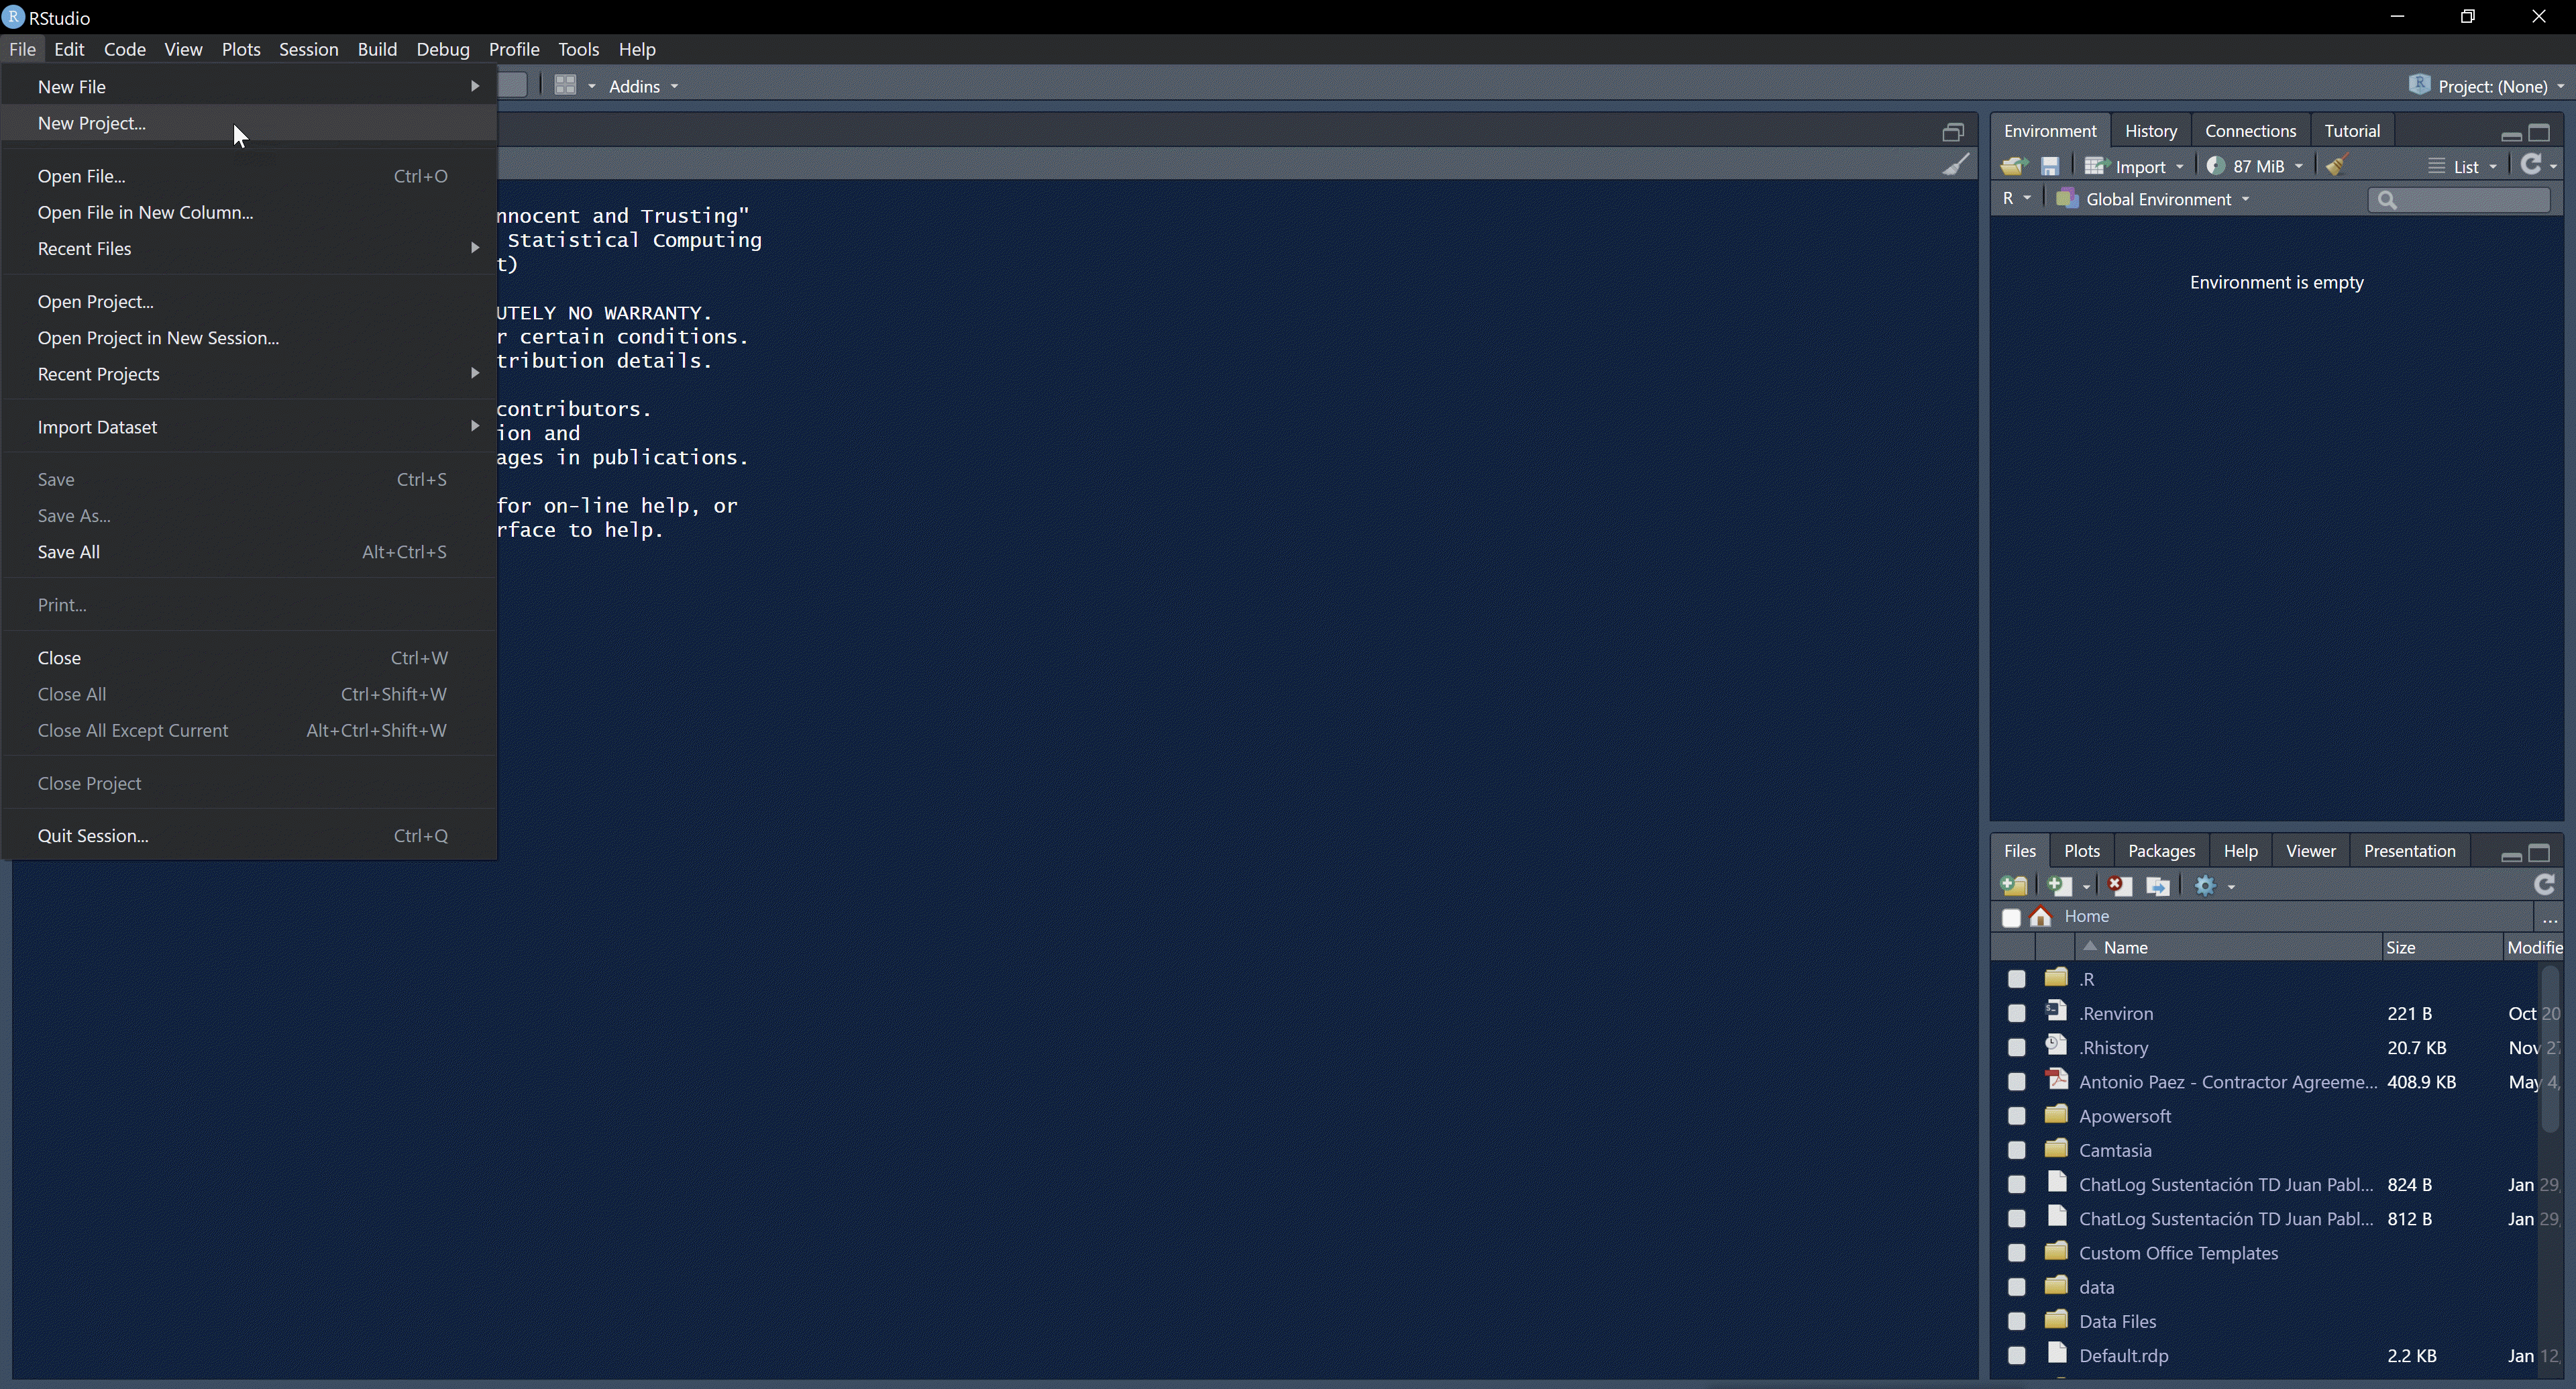 RStudio
File Edit Code View Plots Session Build Debug Profile Tools Help
New File
New Project...
Open File... Ctrl+O
Open File in New Column...
Recent Files
Open Project...
Open Project in New Session...
Recent Projects
Import Dataset
Save Ctrl+S
Save As...
Save All Alt+Ctrl+S
Print...
Close Ctrl+W
Close All Ctrl+Shift+W
Close All Except Current Alt+Ctrl+Shift+W
Close Project
Quit Session... Ctrl+Q
Addins
Project: (None)
nnocent and Trusting"
Statistical Computing
t)
UTELY NO WARRANTY.
r certain conditions.
tribution details.
contributors.
ion and
ages in publications.
for on-line help, or
rface to help.
Environment History Connections Tutorial
Import 87 MiB List
R Global Environment
Environment is empty
Files Plots Packages Help Viewer Presentation
Home ...
Name Size Modifie
.R
.Renviron 221 B Oct 20
.Rhistory 20.7 KB Nov 27
Antonio Paez - Contractor Agreeme... 408.9 KB May 4,
Apowersoft
Camtasia
ChatLog Sustentación TD Juan Pabl... 824 B Jan 29,
ChatLog Sustentación TD Juan Pabl... 812 B Jan 29,
Custom Office Templates
data
Data Files
Default.rdp 2.2 KB Jan 12,